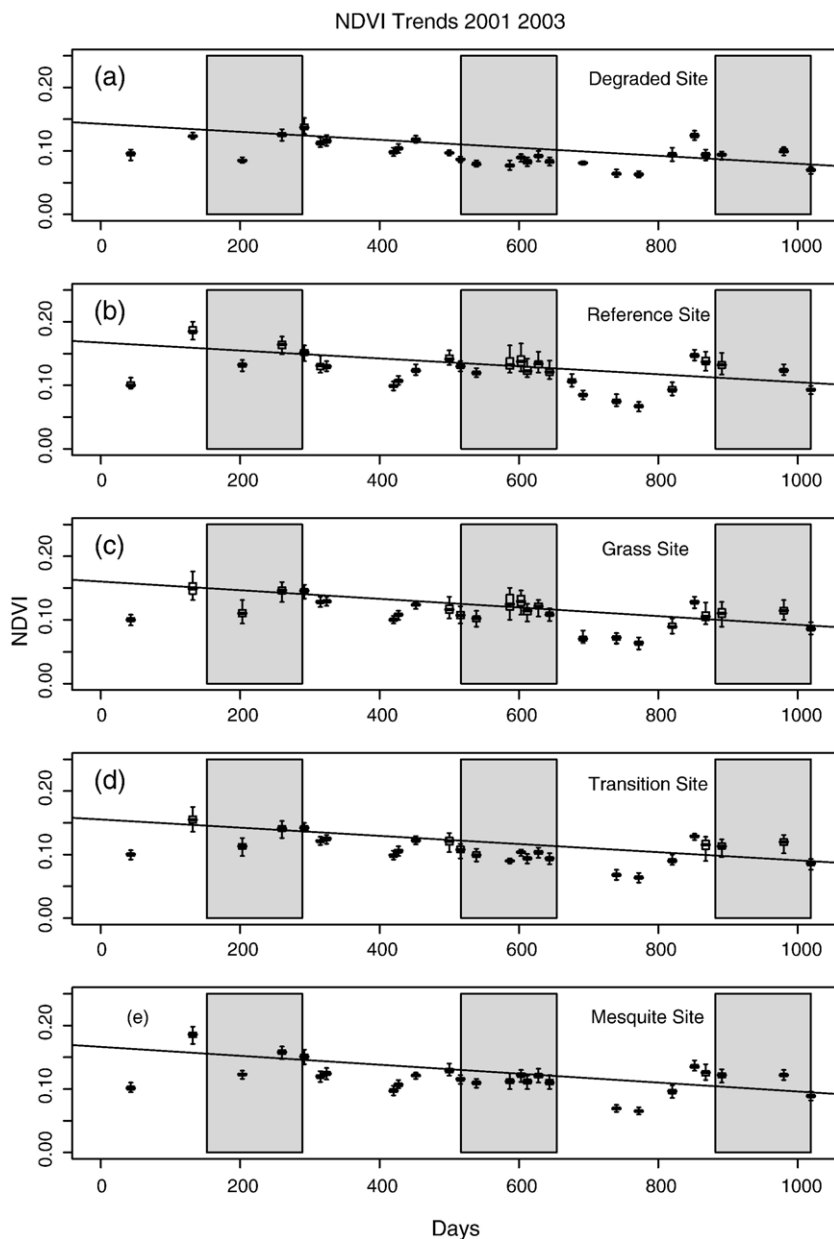 NDVI Trends 2001 2003
(a)
Degraded Site
0.20
0.10
0.00
0 200 400 600 800 1000
(b)
Reference Site
0.20
0.10
0.00
0 200 400 600 800 1000
(c)
Grass Site
0.20
0.10
0.00
NDVI
0 200 400 600 800 1000
(d)
Transition Site
0.20
0.10
0.00
0 200 400 600 800 1000
(e)
Mesquite Site
0.20
0.10
0.00
0 200 400 600 800 1000
Days